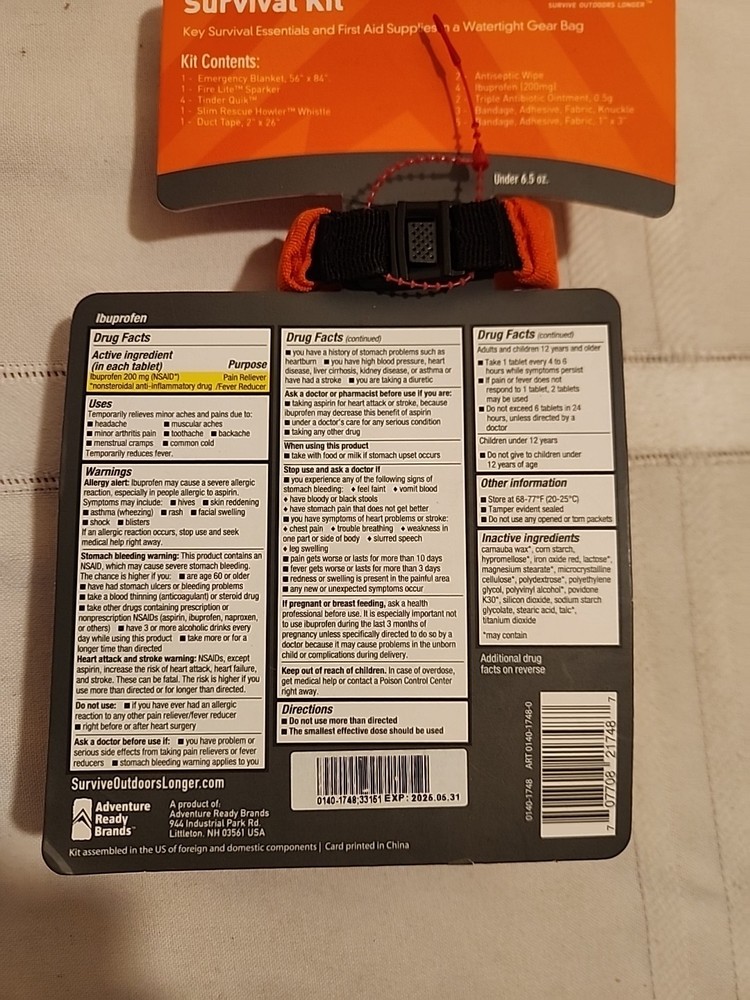 Survival Kit
SURVIVE OUTDOORS LONGER™
Key Survival Essentials and First Aid Supplies in a Watertight Gear Bag
Kit Contents:
1 - Emergency Blanket, 56" x 84"
1 - Fire Lite™ Sparker
4 - Tinder Quik™
1 - Slim Rescue Howler™ Whistle
1 - Duct Tape, 2" x 26"
2 - Antiseptic Wipe
4 - Ibuprofen (200mg)
2 - Triple Antibiotic Ointment, 0.5g
Bandage, Adhesive, Fabric, Knuckle
Bandage, Adhesive, Fabric, 1" x 3"
Under 6.5 oz.
Ibuprofen
Drug Facts
Active ingredient
(in each tablet) Purpose
Ibuprofen 200 mg (NSAID*) Pain Reliever
*nonsteroidal anti-inflammatory drug /Fever Reducer
Uses
Temporarily relieves minor aches and pains due to:
■ headache ■ muscular aches
■ minor arthritis pain ■ toothache ■ backache
■ menstrual cramps ■ common cold
Temporarily reduces fever.
Warnings
Allergy alert: Ibuprofen may cause a severe allergic
reaction, especially in people allergic to aspirin.
Symptoms may include: ■ hives ■ skin reddening
■ asthma (wheezing) ■ rash ■ facial swelling
■ shock ■ blisters
If an allergic reaction occurs, stop use and seek
medical help right away.
Stomach bleeding warning: This product contains an
NSAID, which may cause severe stomach bleeding.
The chance is higher if you: ■ are age 60 or older
■ have had stomach ulcers or bleeding problems
■ take a blood thinning (anticoagulant) or steroid drug
■ take other drugs containing prescription or
nonprescription NSAIDs (aspirin, ibuprofen, naproxen,
or others) ■ have 3 or more alcoholic drinks every
day while using this product ■ take more or for a
longer time than directed
Heart attack and stroke warning: NSAIDs, except
aspirin, increase the risk of heart attack, heart failure,
and stroke. These can be fatal. The risk is higher if you
use more than directed or for longer than directed.
Do not use: ■ if you have ever had an allergic
reaction to any other pain reliever/fever reducer
■ right before or after heart surgery
Ask a doctor before use if: ■ you have problem or
serious side effects from taking pain relievers or fever
reducers ■ stomach bleeding warning applies to you
Drug Facts (continued)
■ you have a history of stomach problems such as
heartburn ■ you have high blood pressure, heart
disease, liver cirrhosis, kidney disease, or asthma or
have had a stroke ■ you are taking a diuretic
Ask a doctor or pharmacist before use if you are:
■ taking aspirin for heart attack or stroke, because
ibuprofen may decrease this benefit of aspirin
■ under a doctor's care for any serious condition
■ taking any other drug
When using this product
■ take with food or milk if stomach upset occurs
Stop use and ask a doctor if
■ you experience any of the following signs of
stomach bleeding: ♦ feel faint ♦ vomit blood
♦ have bloody or black stools
♦ have stomach pain that does not get better
■ you have symptoms of heart problems or stroke:
♦ chest pain ♦ trouble breathing ♦ weakness in
one part or side of body ♦ slurred speech
♦ leg swelling
■ pain gets worse or lasts for more than 10 days
■ fever gets worse or lasts for more than 3 days
■ redness or swelling is present in the painful area
■ any new or unexpected symptoms occur
If pregnant or breast feeding, ask a health
professional before use. It is especially important not
to use ibuprofen during the last 3 months of
pregnancy unless specifically directed to do so by a
doctor because it may cause problems in the unborn
child or complications during delivery.
Keep out of reach of children. In case of overdose,
get medical help or contact a Poison Control Center
right away.
Directions
■ Do not use more than directed
■ The smallest effective dose should be used
Drug Facts (continued)
Adults and children 12 years and older
■ Take 1 tablet every 4 to 6
hours while symptoms persist
■ If pain or fever does not
respond to 1 tablet, 2 tablets
may be used
■ Do not exceed 6 tablets in 24
hours, unless directed by a
doctor
Children under 12 years
■ Do not give to children under
12 years of age
Other information
■ Store at 68-77°F (20-25°C)
■ Tamper evident sealed
■ Do not use any opened or torn packets
Inactive ingredients
carnauba wax*, corn starch,
hypromellose*, iron oxide red, lactose*,
magnesium stearate*, microcrystalline
cellulose*, polydextrose*, polyethylene
glycol, polyvinyl alcohol*, povidone
K30*, silicon dioxide, sodium starch
glycolate, stearic acid, talc*,
titanium dioxide
*may contain
Additional drug
facts on reverse
SurviveOutdoorsLonger.com
Adventure
Ready
Brands™
A product of:
Adventure Ready Brands
944 Industrial Park Rd.
Littleton, NH 03561 USA
Kit assembled in the US of foreign and domestic components | Card printed in China
0140-1748;33151 EXP: 2026.05.31
0140-1748 ART 0140-1748-0
7 07708 21748 7